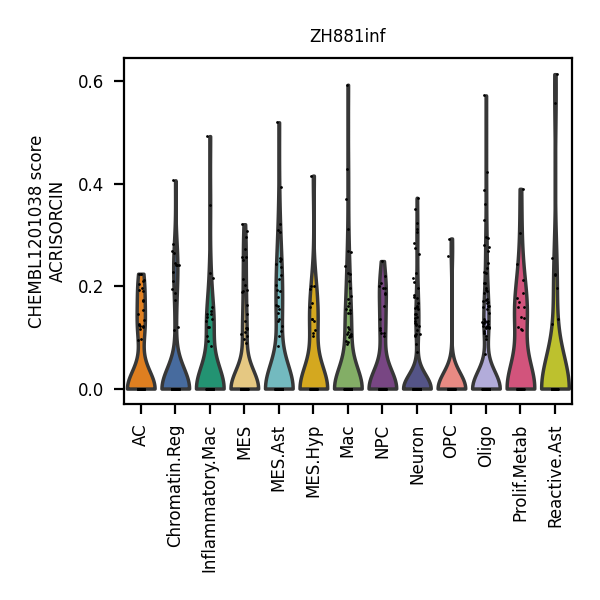 ZH881inf
CHEMBL1201038 score
ACRISORCIN
0.6
0.4
0.2
0.0
AC
Chromatin.Reg
Inflammatory.Mac
MES
MES.Ast
MES.Hyp
Mac
NPC
Neuron
OPC
Oligo
Prolif.Metab
Reactive.Ast